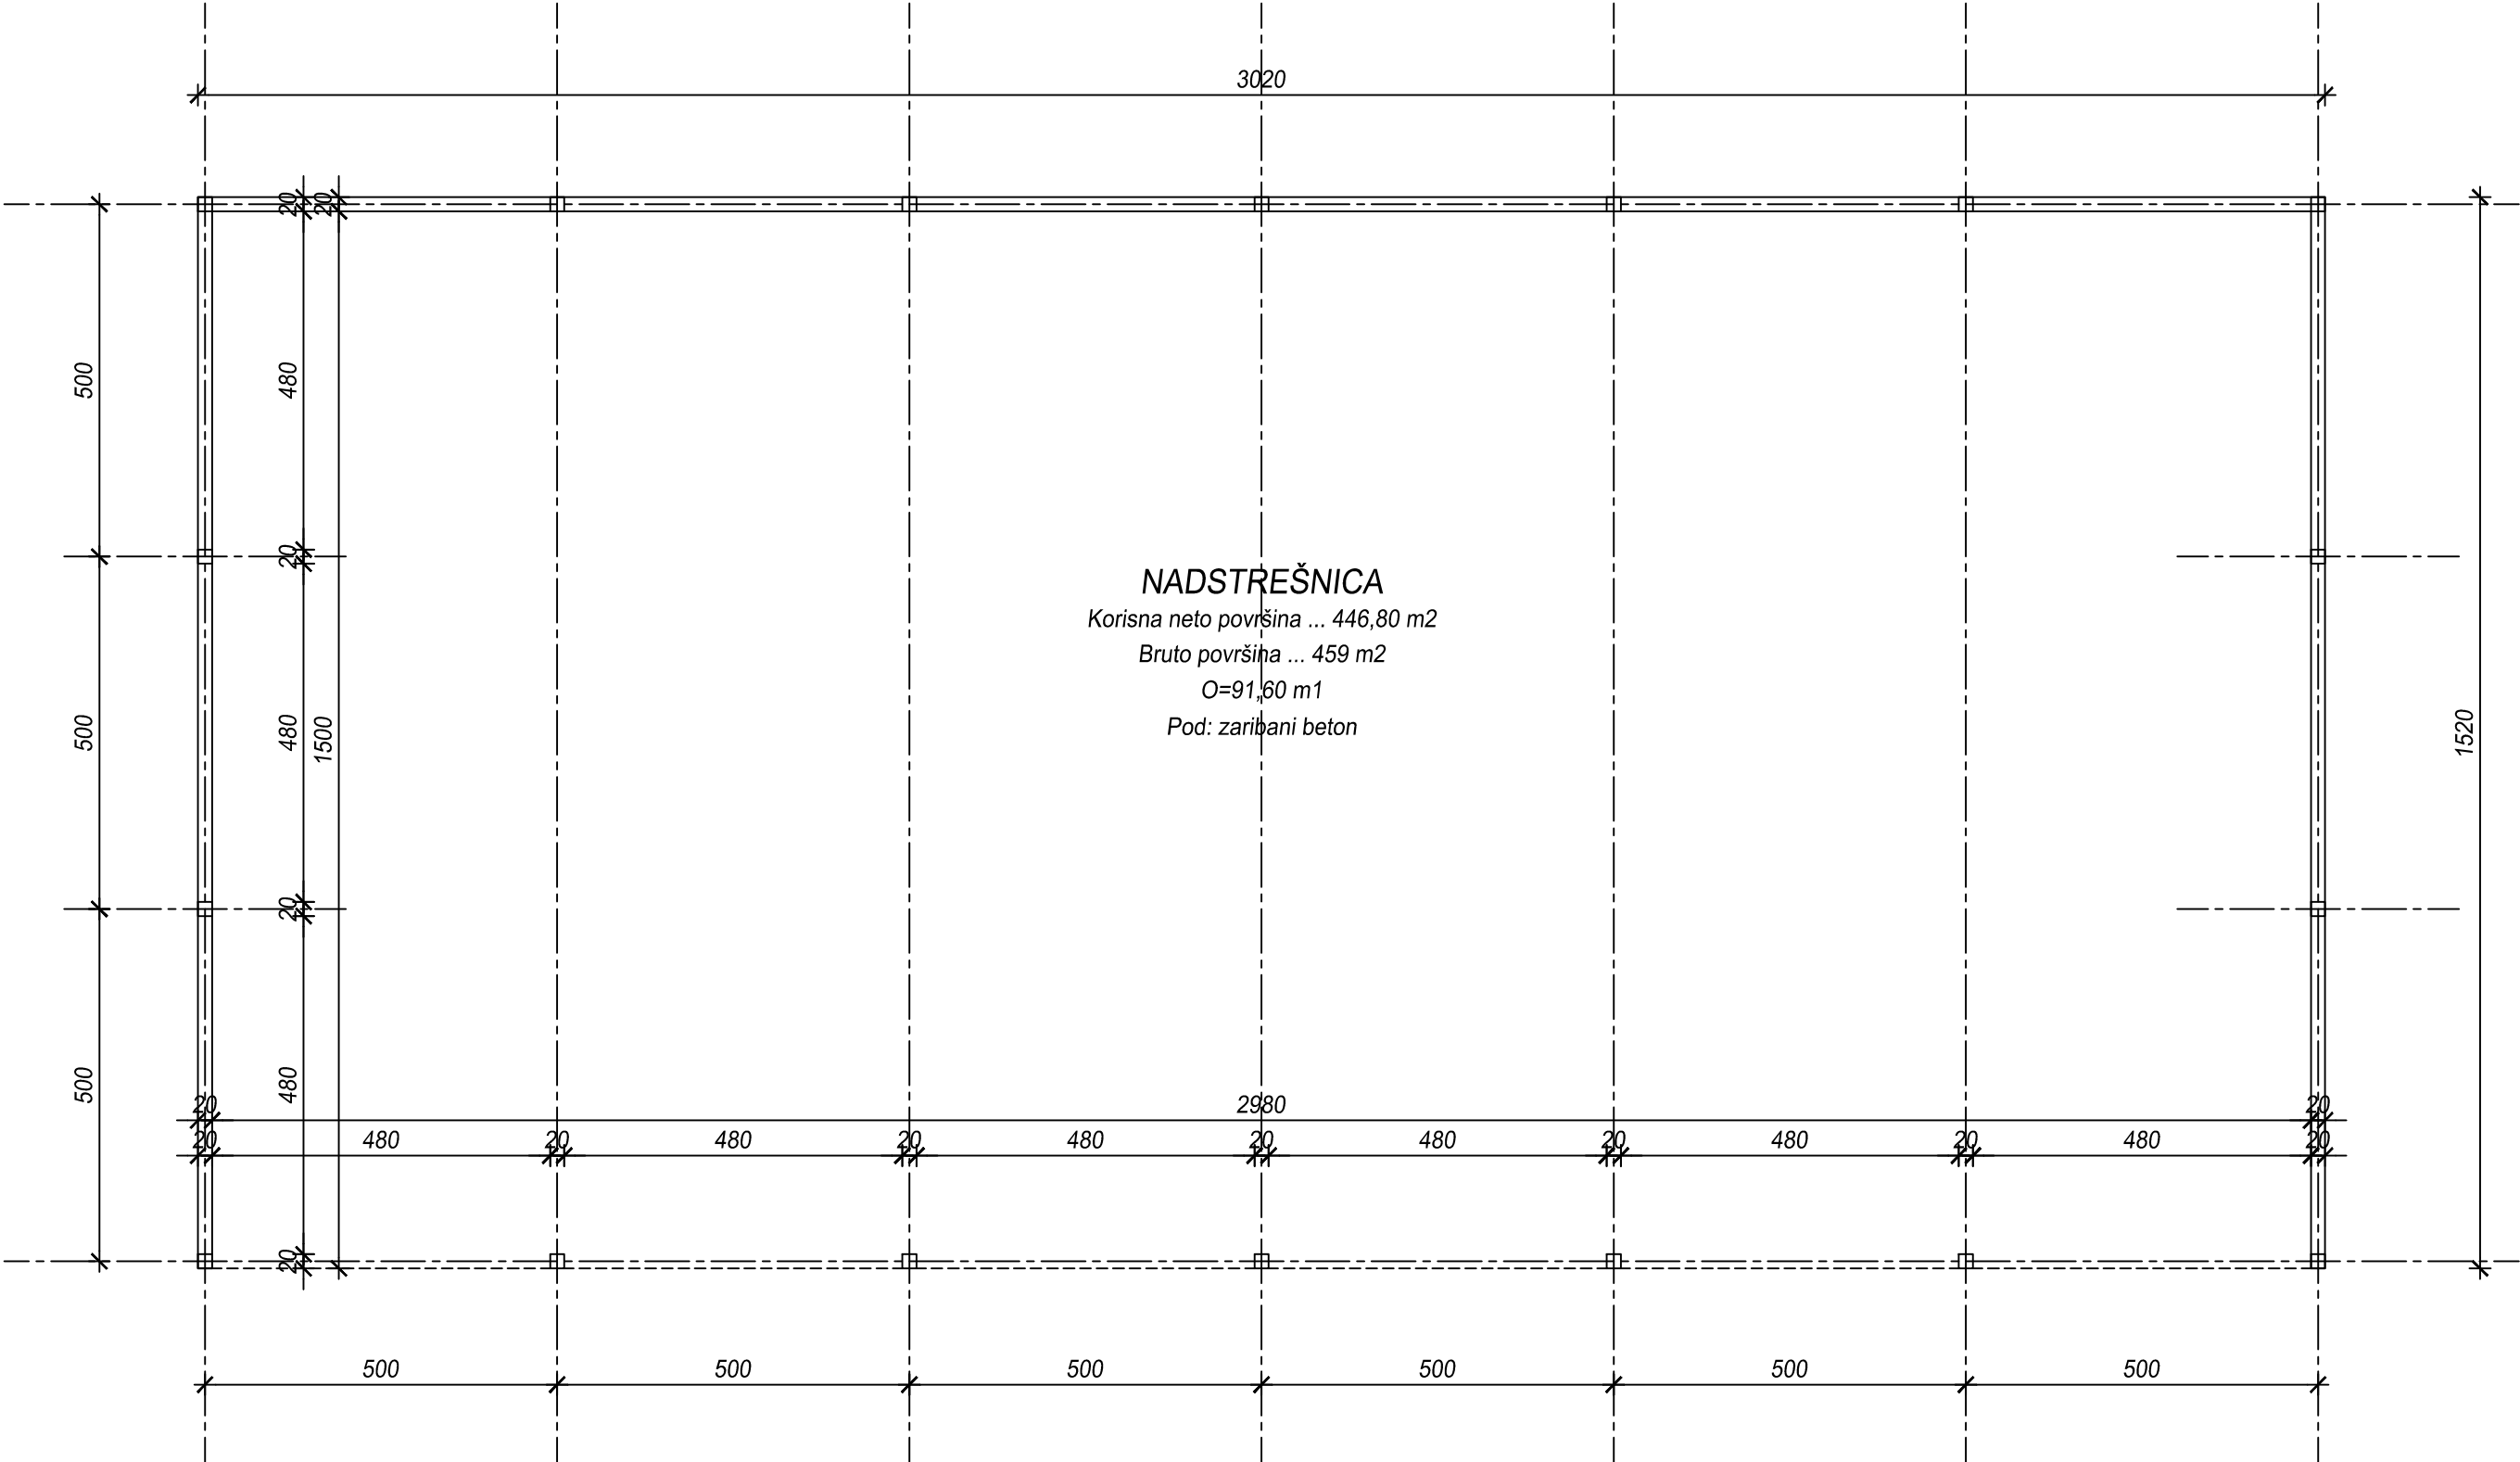 3020
20 20
500 480
20
NADSTREŠNICA
Korisna neto površina ... 446,80 m2
Bruto površina ... 459 m2
O=91,60 m1
Pod: zaribani beton
500 480 1500 1520
20
500 480
20 2980 20
20 480 20 480 20 480 20 480 20 480 20 480 20
20
500 500 500 500 500 500